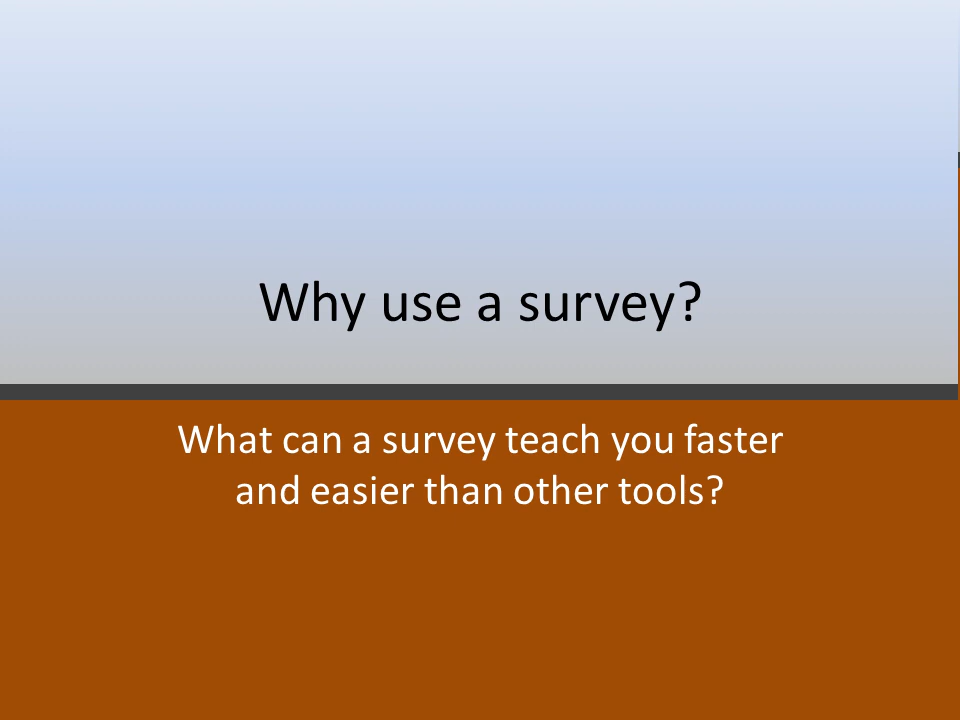 Why use a survey?
What can a survey teach you faster
and easier than other tools?